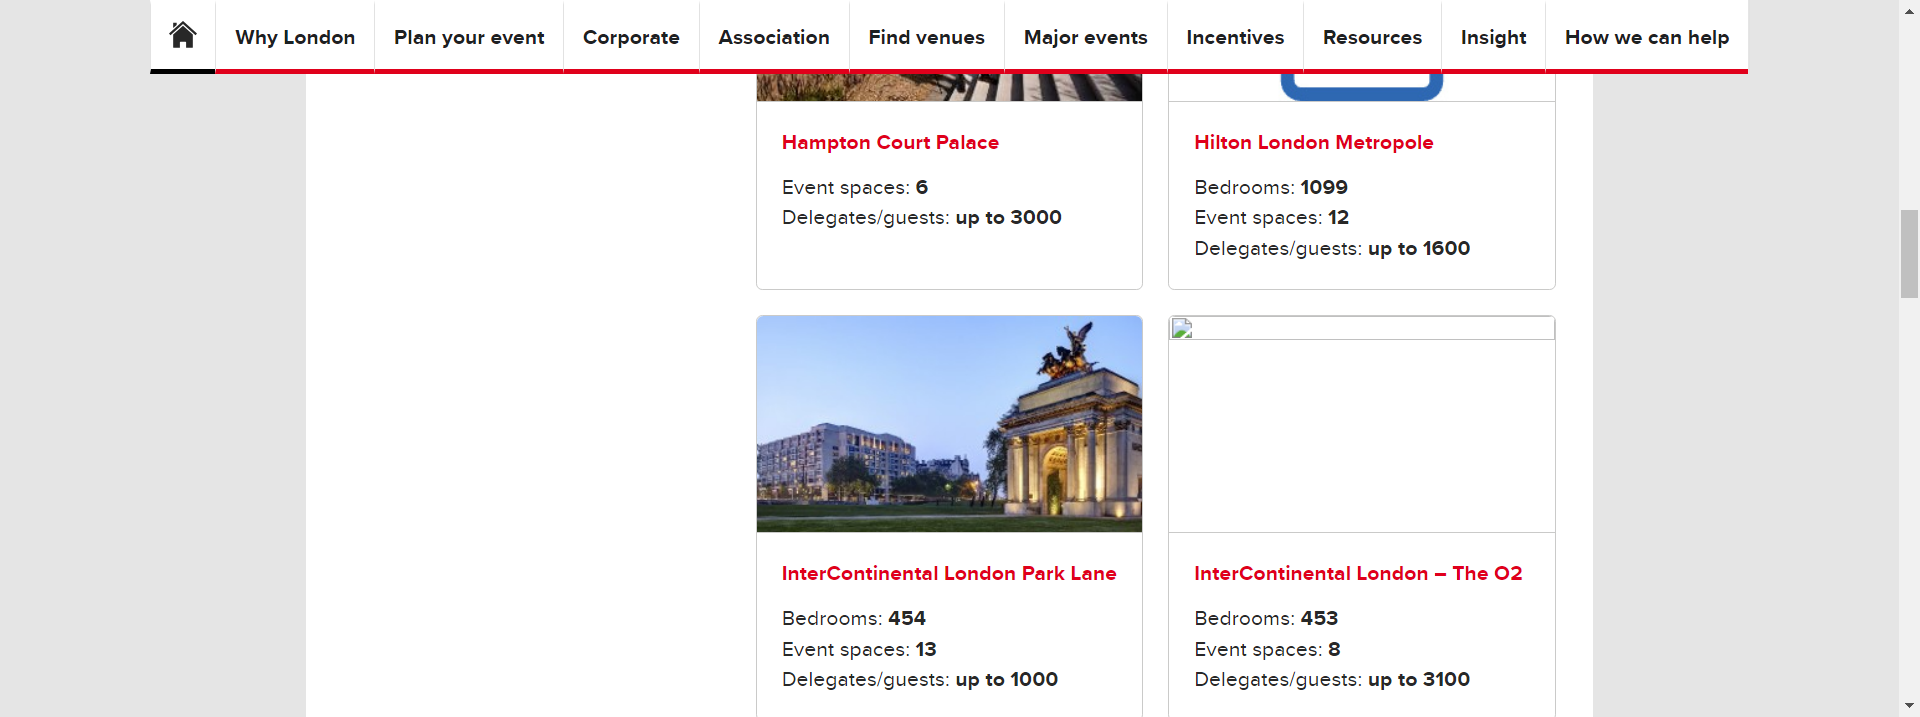 Why London
Plan your event
Corporate
Association
Find venues
Major events
Incentives
Resources
Insight
How we can help
Hampton Court Palace
Event spaces: 6
Delegates/guests: up to 3000
Hilton London Metropole
Bedrooms: 1099
Event spaces: 12
Delegates/guests: up to 1600
InterContinental London Park Lane
Bedrooms: 454
Event spaces: 13
Delegates/guests: up to 1000
InterContinental London – The O2
Bedrooms: 453
Event spaces: 8
Delegates/guests: up to 3100